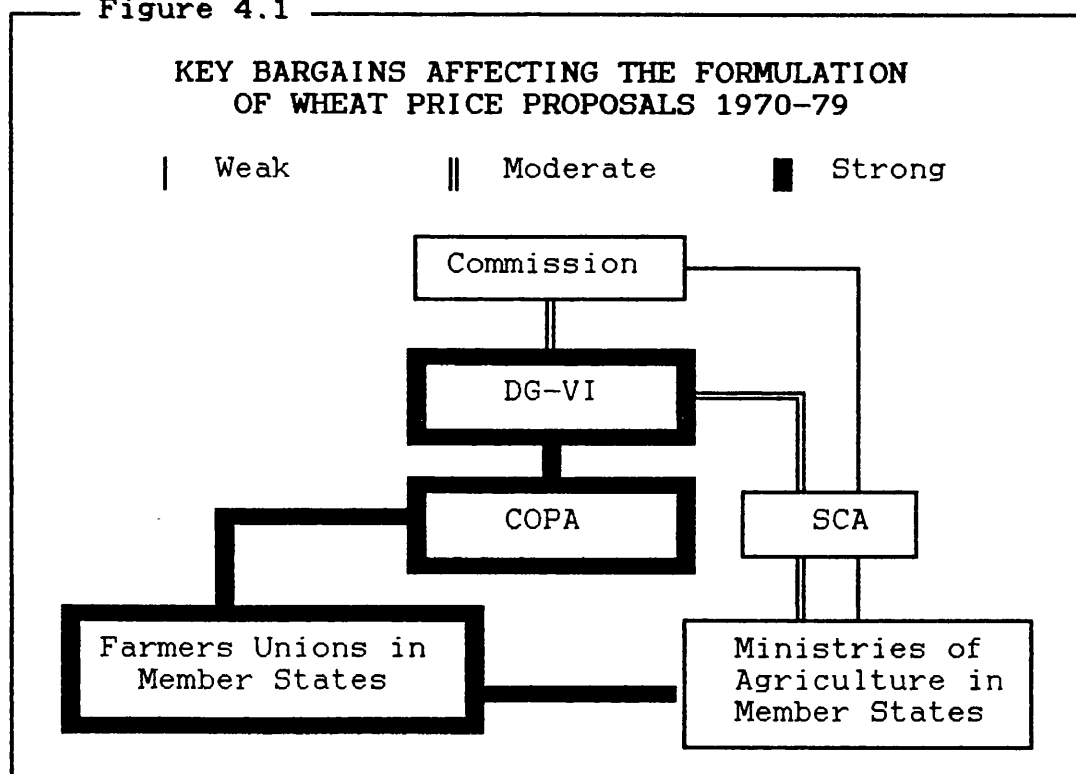 Figure 4.1
KEY BARGAINS AFFECTING THE FORMULATION
OF WHEAT PRICE PROPOSALS 1970-79
Weak
Moderate
Strong
Commission
DG-VI
COPA
SCA
Farmers Unions in
Member States
Ministries of
Agriculture in
Member States